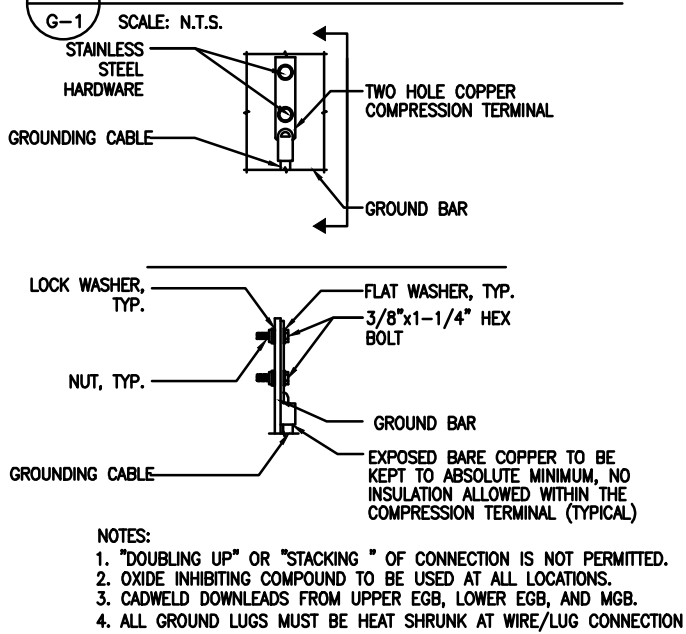 G-1
SCALE: N.T.S.
STAINLESS
STEEL
HARDWARE
TWO HOLE COPPER
COMPRESSION TERMINAL
GROUNDING CABLE
GROUND BAR
LOCK WASHER,
TYP.
FLAT WASHER, TYP.
3/8"x1-1/4" HEX
BOLT
NUT, TYP.
GROUND BAR
EXPOSED BARE COPPER TO BE
KEPT TO ABSOLUTE MINIMUM, NO
INSULATION ALLOWED WITHIN THE
COMPRESSION TERMINAL (TYPICAL)
GROUNDING CABLE
NOTES:
1. "DOUBLING UP" OR "STACKING " OF CONNECTION IS NOT PERMITTED.
2. OXIDE INHIBITING COMPOUND TO BE USED AT ALL LOCATIONS.
3. CADWELD DOWNLEADS FROM UPPER EGB, LOWER EGB, AND MGB.
4. ALL GROUND LUGS MUST BE HEAT SHRUNK AT WIRE/LUG CONNECTION